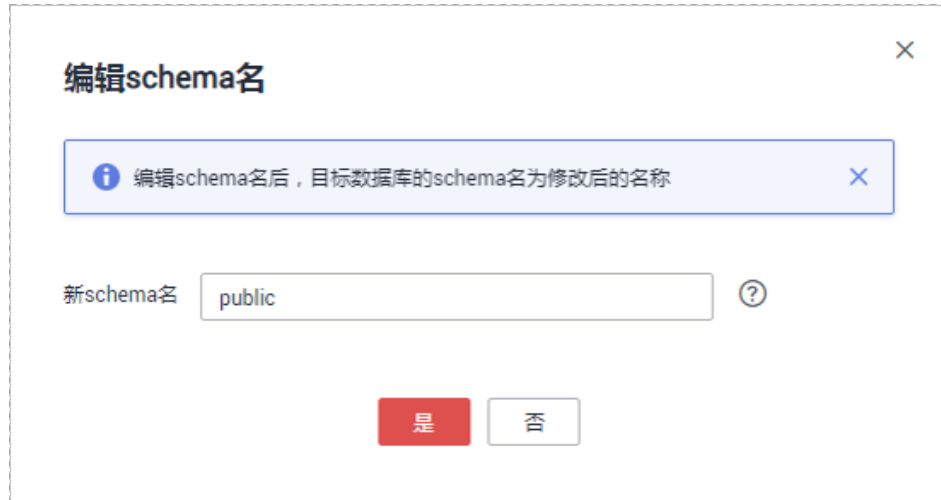 编辑schema名
编辑schema名后，目标数据库的schema名为修改后的名称
新schema名 public
是 否